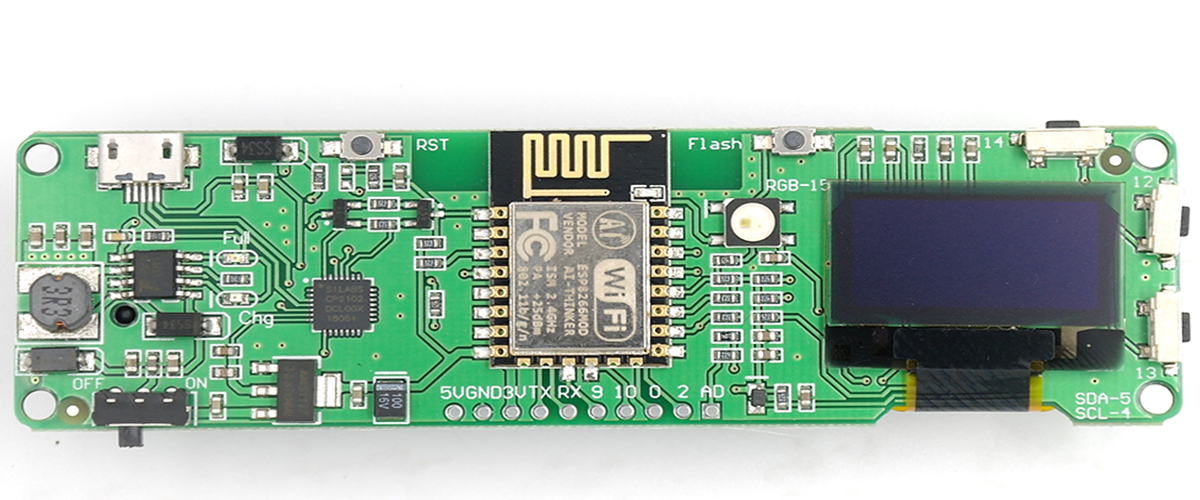 RST
Flash
14
RGB-15
12
SS34
Full
Chg
3R3
SILABS
CP2102
DCL00X
MODEL ESP8266MOD
VENDOR AI-THINKER
ISM 2.4GHz
PA +25dBm
802.11b/g/n
FC
Ai
WiFi
SS34
OFF
ON
100
16V
5V GND 3V TX RX 9 10 0 2 AD
13
SDA-5
SCL-4